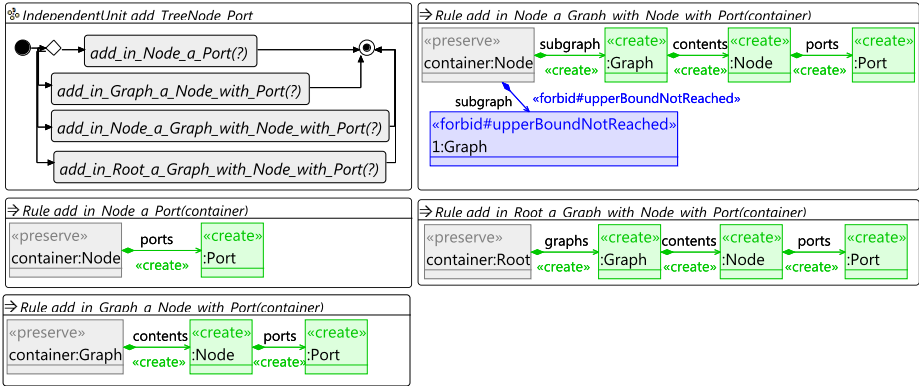 IndependentUnit add_TreeNode_Port
add_in_Node_a_Port(?)
add_in_Graph_a_Node_with_Port(?)
add_in_Node_a_Graph_with_Node_with_Port(?)
add_in_Root_a_Graph_with_Node_with_Port(?)
Rule add_in_Node_a_Graph_with_Node_with_Port(container)
«preserve»
container:Node
subgraph
«create»
«create»
:Graph
contents
«create»
«create»
:Node
ports
«create»
«create»
:Port
subgraph
«forbid#upperBoundNotReached»
«forbid#upperBoundNotReached»
1:Graph
Rule add_in_Node_a_Port(container)
«preserve»
container:Node
ports
«create»
«create»
:Port
Rule add_in_Root_a_Graph_with_Node_with_Port(container)
«preserve»
container:Root
graphs
«create»
«create»
:Graph
contents
«create»
«create»
:Node
ports
«create»
«create»
:Port
Rule add_in_Graph_a_Node_with_Port(container)
«preserve»
container:Graph
contents
«create»
«create»
:Node
ports
«create»
«create»
:Port